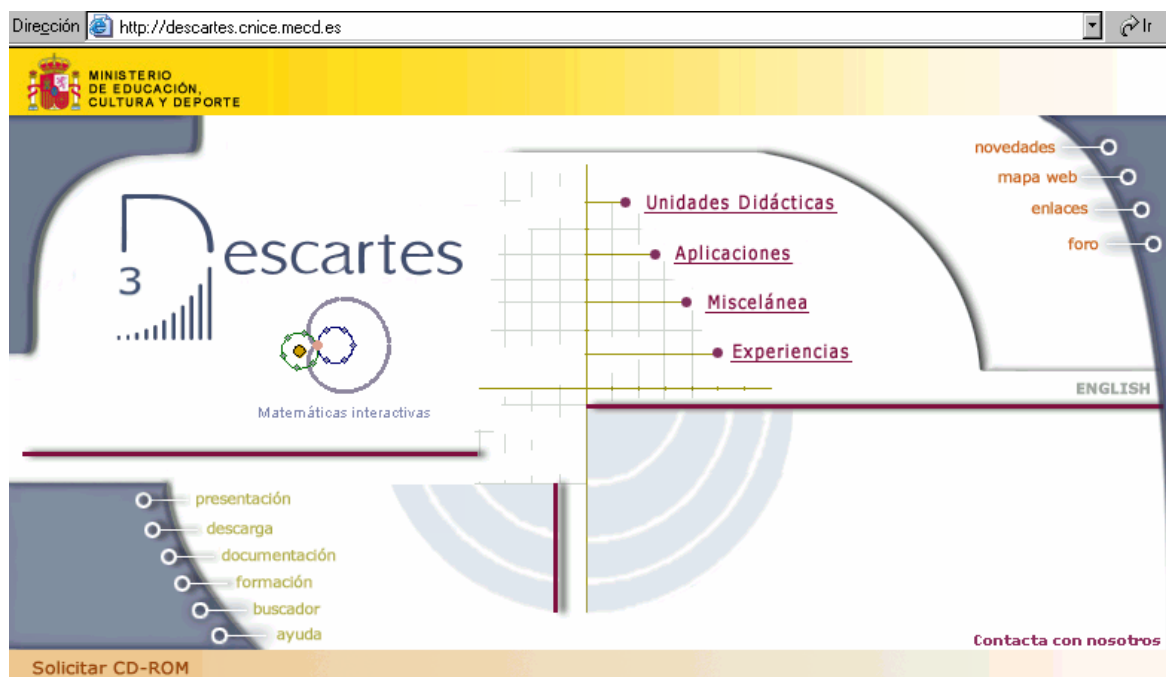 Dirección http://descartes.cnice.mecd.es Ir
MINISTERIO
DE EDUCACIÓN,
CULTURA Y DEPORTE
novedades
mapa web
enlaces
foro
Descartes
3
Matemáticas interactivas
Unidades Didácticas
Aplicaciones
Miscelánea
Experiencias
ENGLISH
presentación
descarga
documentación
formación
buscador
ayuda
Contacta con nosotros
Solicitar CD-ROM